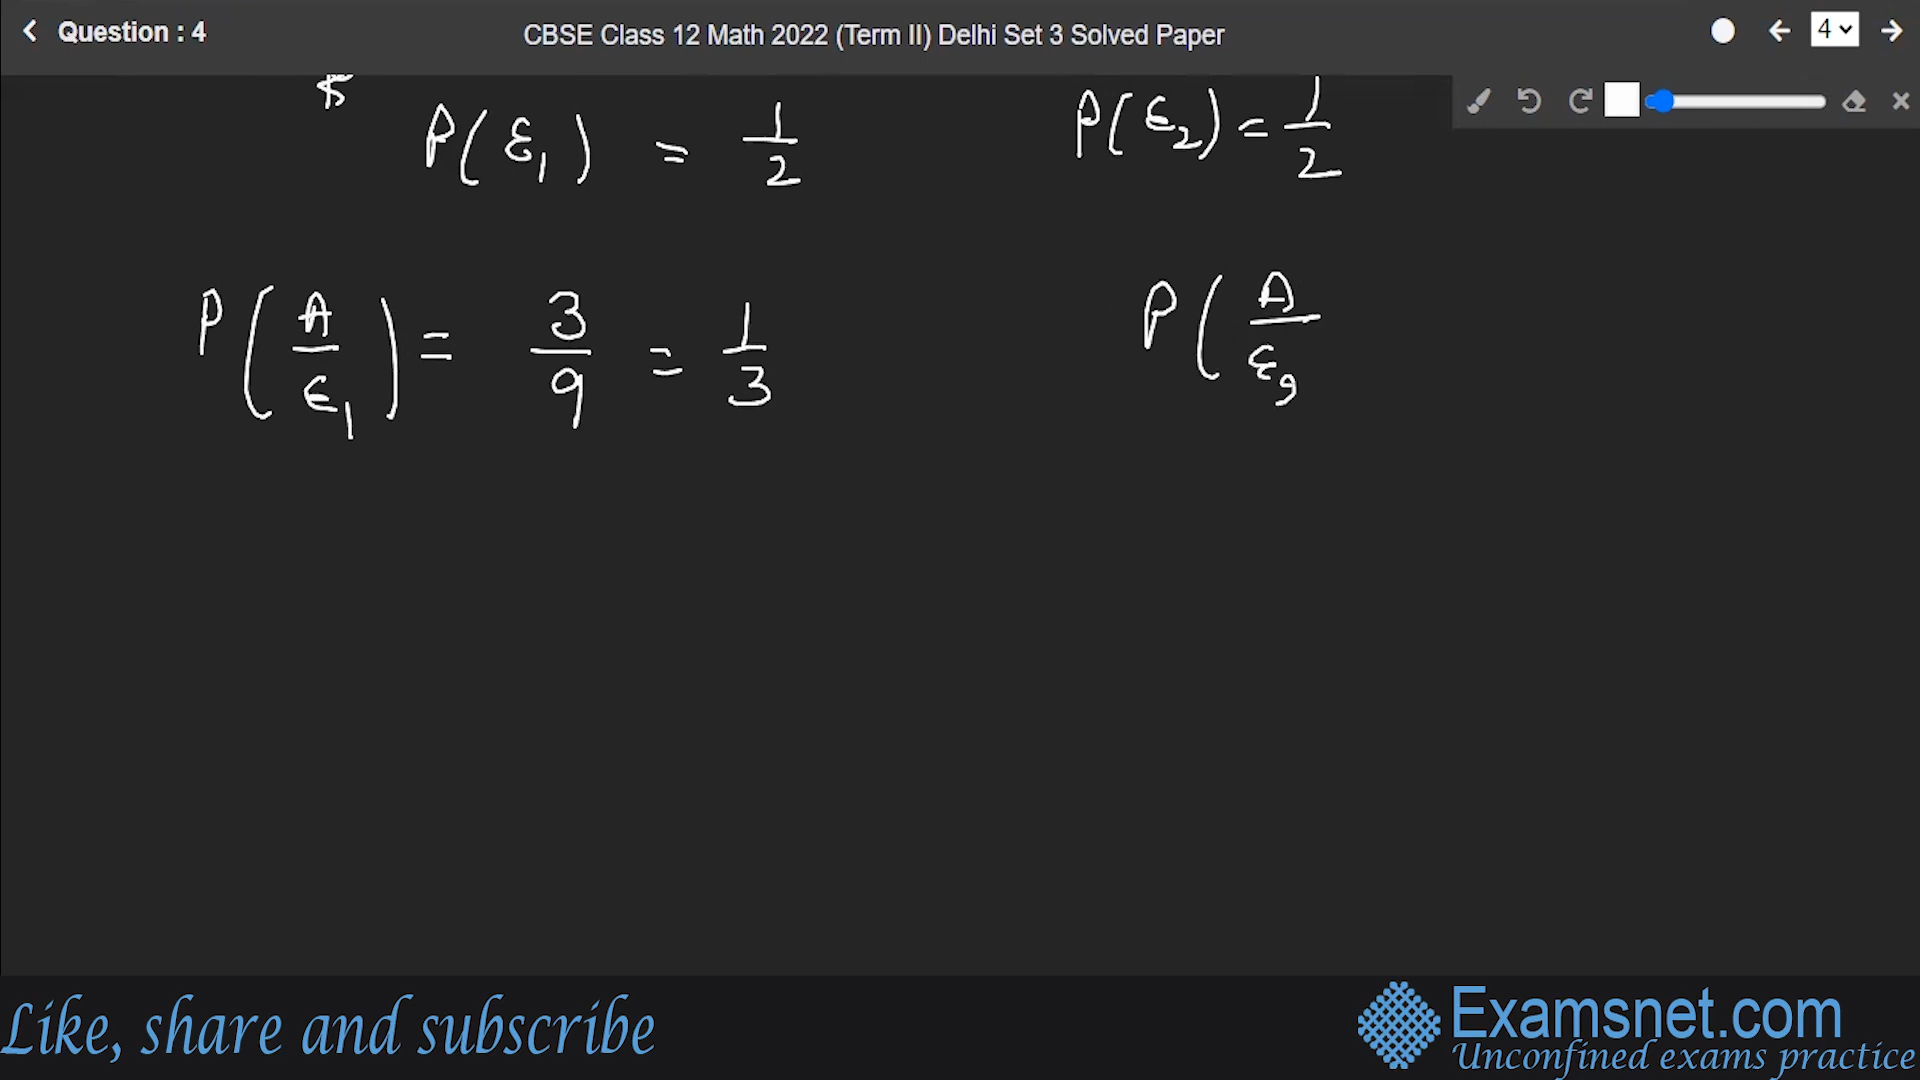 Question : 4
CBSE Class 12 Math 2022 (Term II) Delhi Set 3 Solved Paper
4
P(E₁) = 1/2
P(E₂) = 1/2
P(A/E₁) = 3/9 = 1/3
P(A/E
Like, share and subscribe
Examsnet.com
Unconfined exams practice